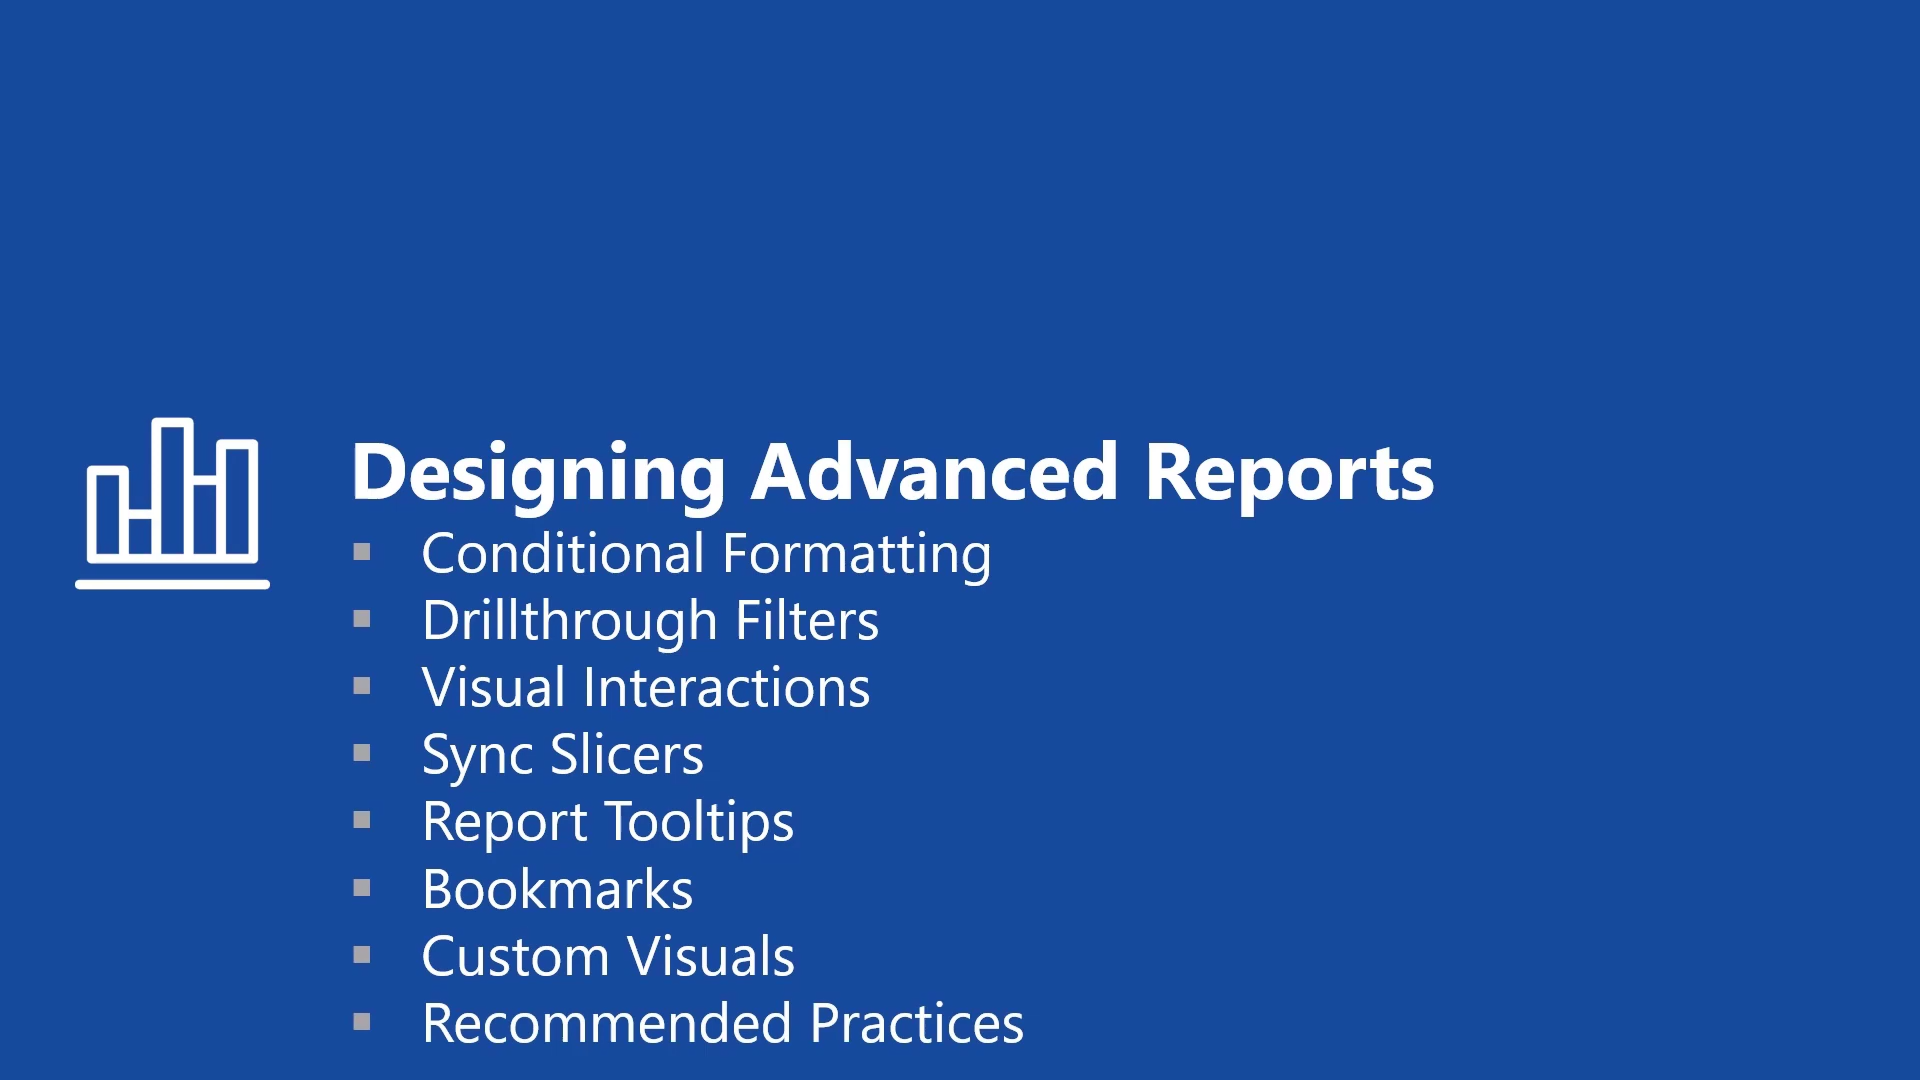 Designing Advanced Reports
Conditional Formatting
Drillthrough Filters
Visual Interactions
Sync Slicers
Report Tooltips
Bookmarks
Custom Visuals
Recommended Practices